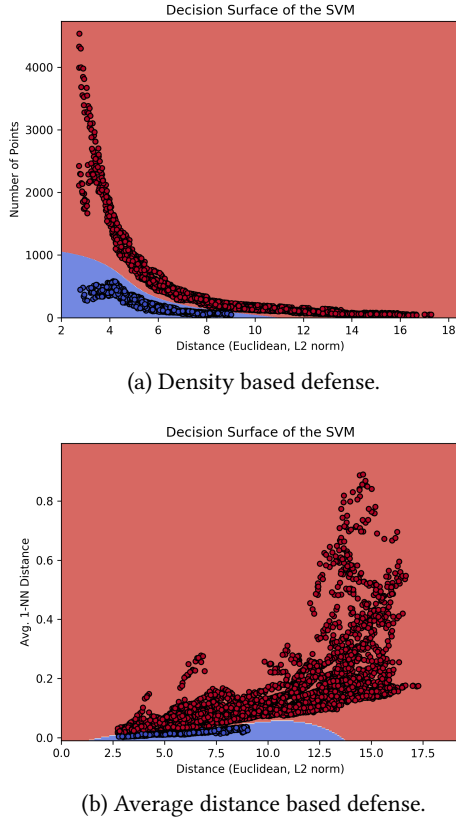 Decision Surface of the SVM
4000
3000
2000
1000
0
Number of Points
2 4 6 8 10 12 14 16 18
Distance (Euclidean, L2 norm)
(a) Density based defense.
Decision Surface of the SVM
0.8
0.6
0.4
0.2
0.0
Avg. 1-NN Distance
0.0 2.5 5.0 7.5 10.0 12.5 15.0 17.5
Distance (Euclidean, L2 norm)
(b) Average distance based defense.